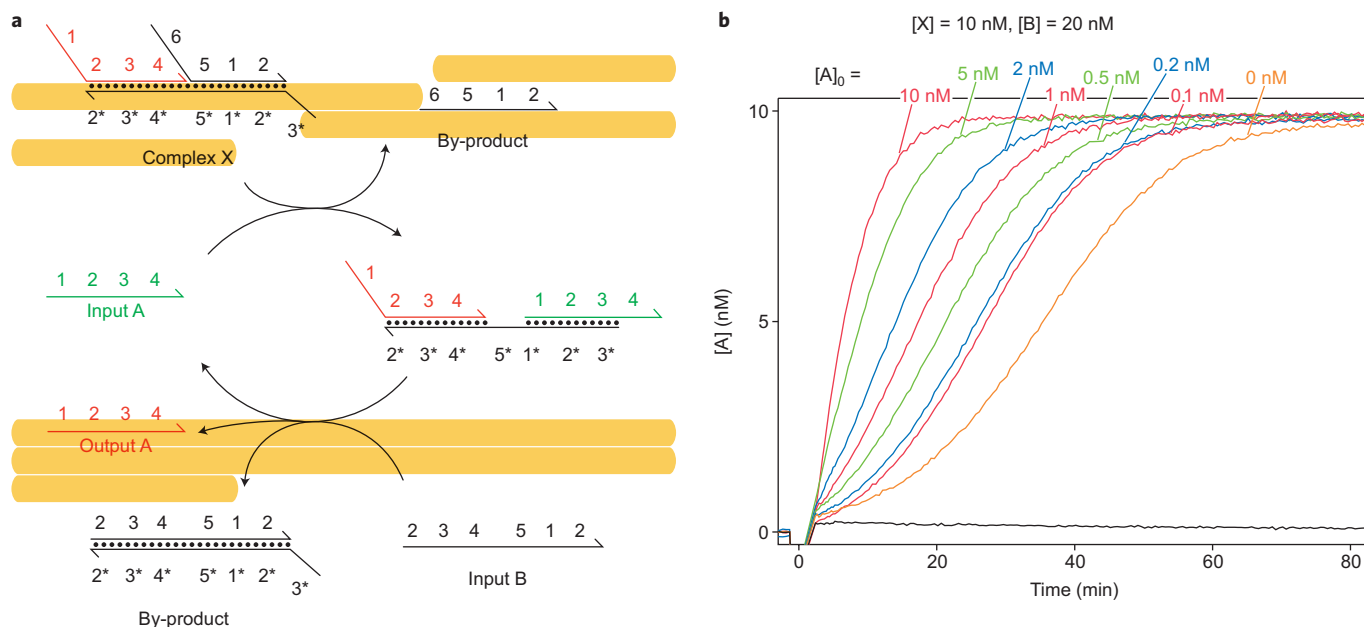 a
1
6
2 3 4
5 1 2
2* 3* 4* 5* 1* 2*
3*
6 5 1 2
By-product
Complex X
1 2 3 4
Input A
1
2 3 4
1 2 3 4
2* 3* 4* 5* 1* 2* 3*
1 2 3 4
Output A
2 3 4 5 1 2
2* 3* 4* 5* 1* 2*
3*
By-product
2 3 4 5 1 2
Input B
b
[X] = 10 nM, [B] = 20 nM
[A]0 =
10 nM
5 nM
2 nM
1 nM
0.5 nM
0.2 nM
0.1 nM
0 nM
10
5
0
[A] (nM)
0 20 40 60 80
Time (min)